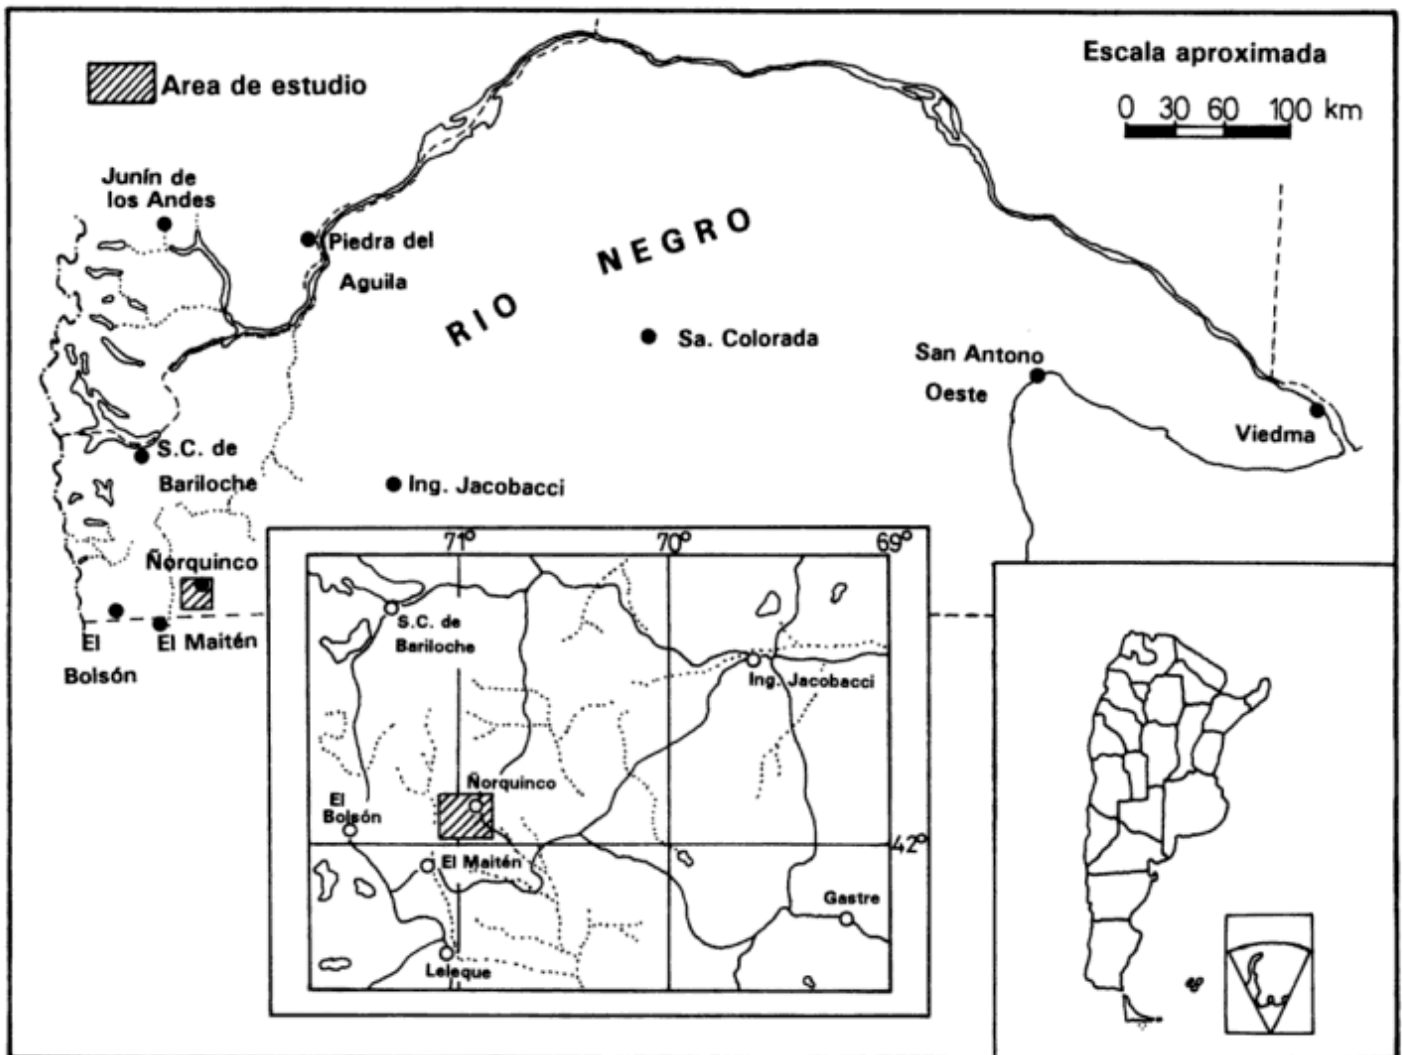 Area de estudio
Escala aproximada
0 30 60 100 km
Junín de
los Andes
Piedra del
Aguila
RIO NEGRO
Sa. Colorada
San Antono
Oeste
Viedma
S.C. de
Bariloche
Ing. Jacobacci
Ñorquinco
El
Bolsón
El Maitén
71° 70° 69°
S.C. de
Bariloche
Ing. Jacobacci
Ñorquinco
El
Bolsón
42°
El Maitén
Gastre
Leleque